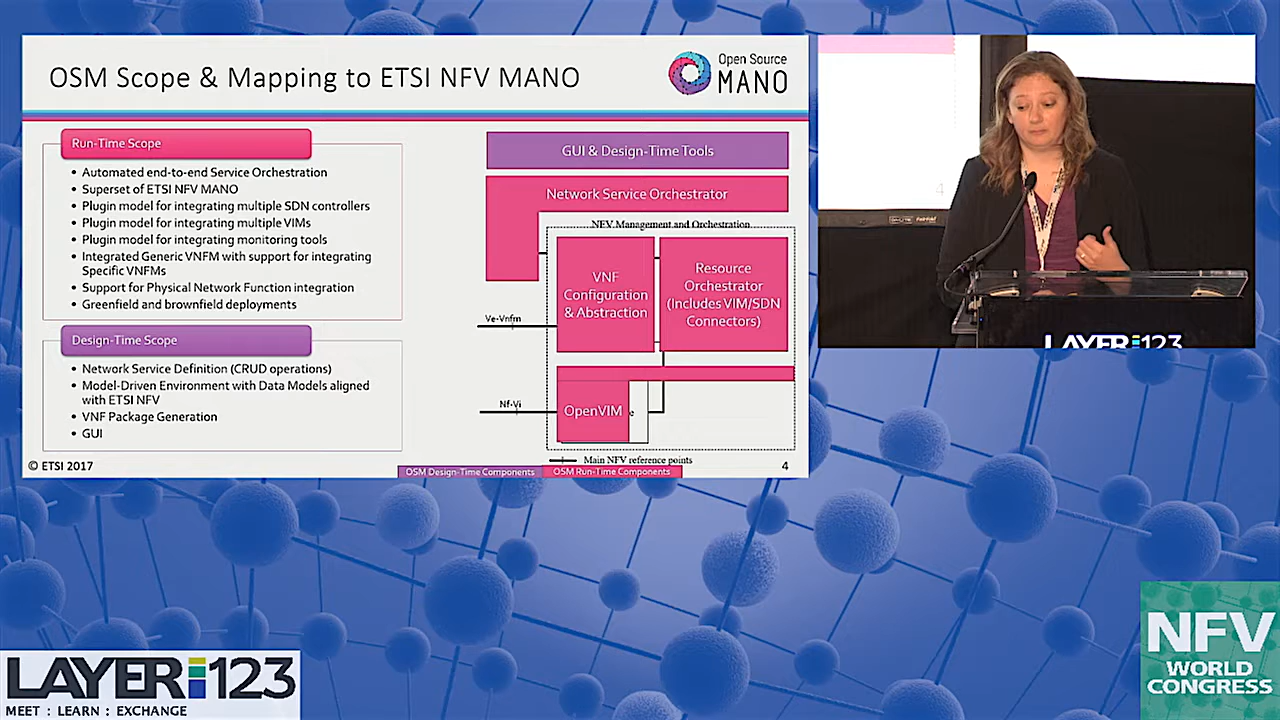 OSM Scope & Mapping to ETSI NFV MANO
Open Source
MANO
Run-Time Scope
• Automated end-to-end Service Orchestration
• Superset of ETSI NFV MANO
• Plugin model for integrating multiple SDN controllers
• Plugin model for integrating multiple VIMs
• Plugin model for integrating monitoring tools
• Integrated Generic VNFM with support for integrating
Specific VNFMs
• Support for Physical Network Function integration
• Greenfield and brownfield deployments
Design-Time Scope
• Network Service Definition (CRUD operations)
• Model-Driven Environment with Data Models aligned
with ETSI NFV
• VNF Package Generation
• GUI
GUI & Design-Time Tools
Network Service Orchestrator
NFV Management and Orchestration
VNF
Configuration
& Abstraction
Resource
Orchestrator
(Includes VIM/SDN
Connectors)
Ve-Vnfm
Nf-Vi
OpenVIM
e
Main NFV reference points
© ETSI 2017
OSM Design-Time Components
OSM Run-Time Components
4
4
LAYER123
LAYER123
MEET : LEARN : EXCHANGE
NFV
WORLD
CONGRESS